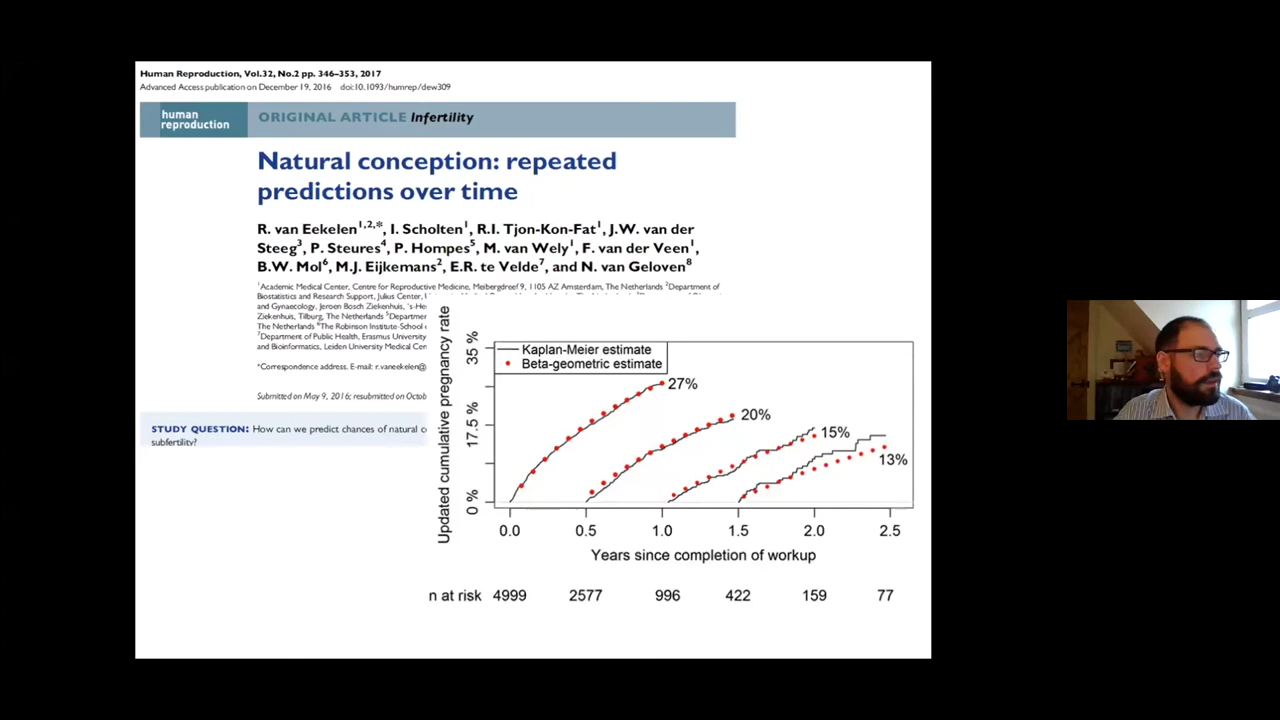 Human Reproduction, Vol.32, No.2 pp. 346–353, 2017
Advanced Access publication on December 19, 2016 doi:10.1093/humrep/dew309
human
reproduction
ORIGINAL ARTICLE Infertility
Natural conception: repeated
predictions over time
R. van Eekelen1,2,*, I. Scholten1, R.I. Tjon-Kon-Fat1, J.W. van der
Steeg3, P. Steures4, P. Hompes5, M. van Wely1, F. van der Veen1,
B.W. Mol6, M.J. Eijkemans2, E.R. te Velde7, and N. van Geloven8
1Academic Medical Center, Centre for Reproductive Medicine, Meibergdreef 9, 1105 AZ Amsterdam, The Netherlands 2Department of
Biostatistics and Research Support, Julius Center,
and Gynaecology, Jeroen Bosch Ziekenhuis, 's-He
Ziekenhuis, Tilburg, The Netherlands 5Departmen
The Netherlands 6The Robinson Institute-School
7Department of Public Health, Erasmus University
and Bioinformatics, Leiden University Medical Cen
*Correspondence address. E-mail: r.vaneekelen@
Submitted on May 9, 2016; resubmitted on Octob
STUDY QUESTION: How can we predict chances of natural c
subfertility?
Updated cumulative pregnancy rate
35 %
17.5 %
0 %
Kaplan-Meier estimate
Beta-geometric estimate
27%
20%
15%
13%
0.0 0.5 1.0 1.5 2.0 2.5
Years since completion of workup
n at risk 4999 2577 996 422 159 77